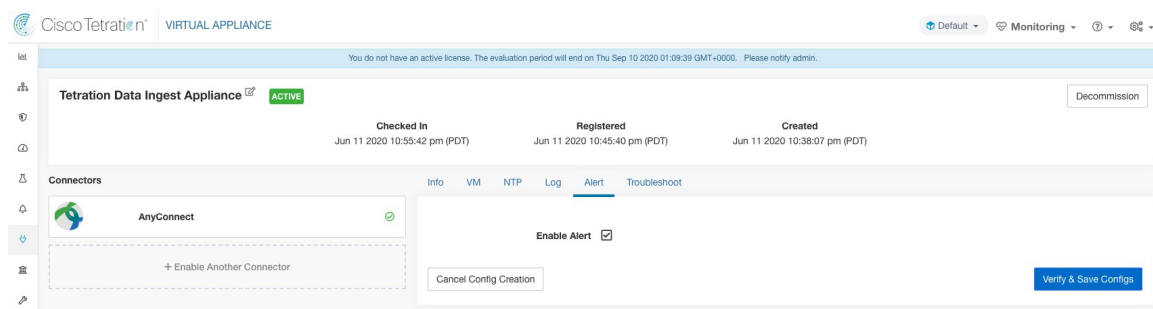 Cisco Tetration™ VIRTUAL APPLIANCE Default Monitoring
You do not have an active license. The evaluation period will end on Thu Sep 10 2020 01:09:39 GMT+0000. Please notify admin.
Tetration Data Ingest Appliance ACTIVE Decommission
Checked In Registered Created
Jun 11 2020 10:55:42 pm (PDT) Jun 11 2020 10:45:40 pm (PDT) Jun 11 2020 10:38:07 pm (PDT)
Connectors Info VM NTP Log Alert Troubleshoot
AnyConnect
Enable Alert
+ Enable Another Connector
Cancel Config Creation Verify & Save Configs